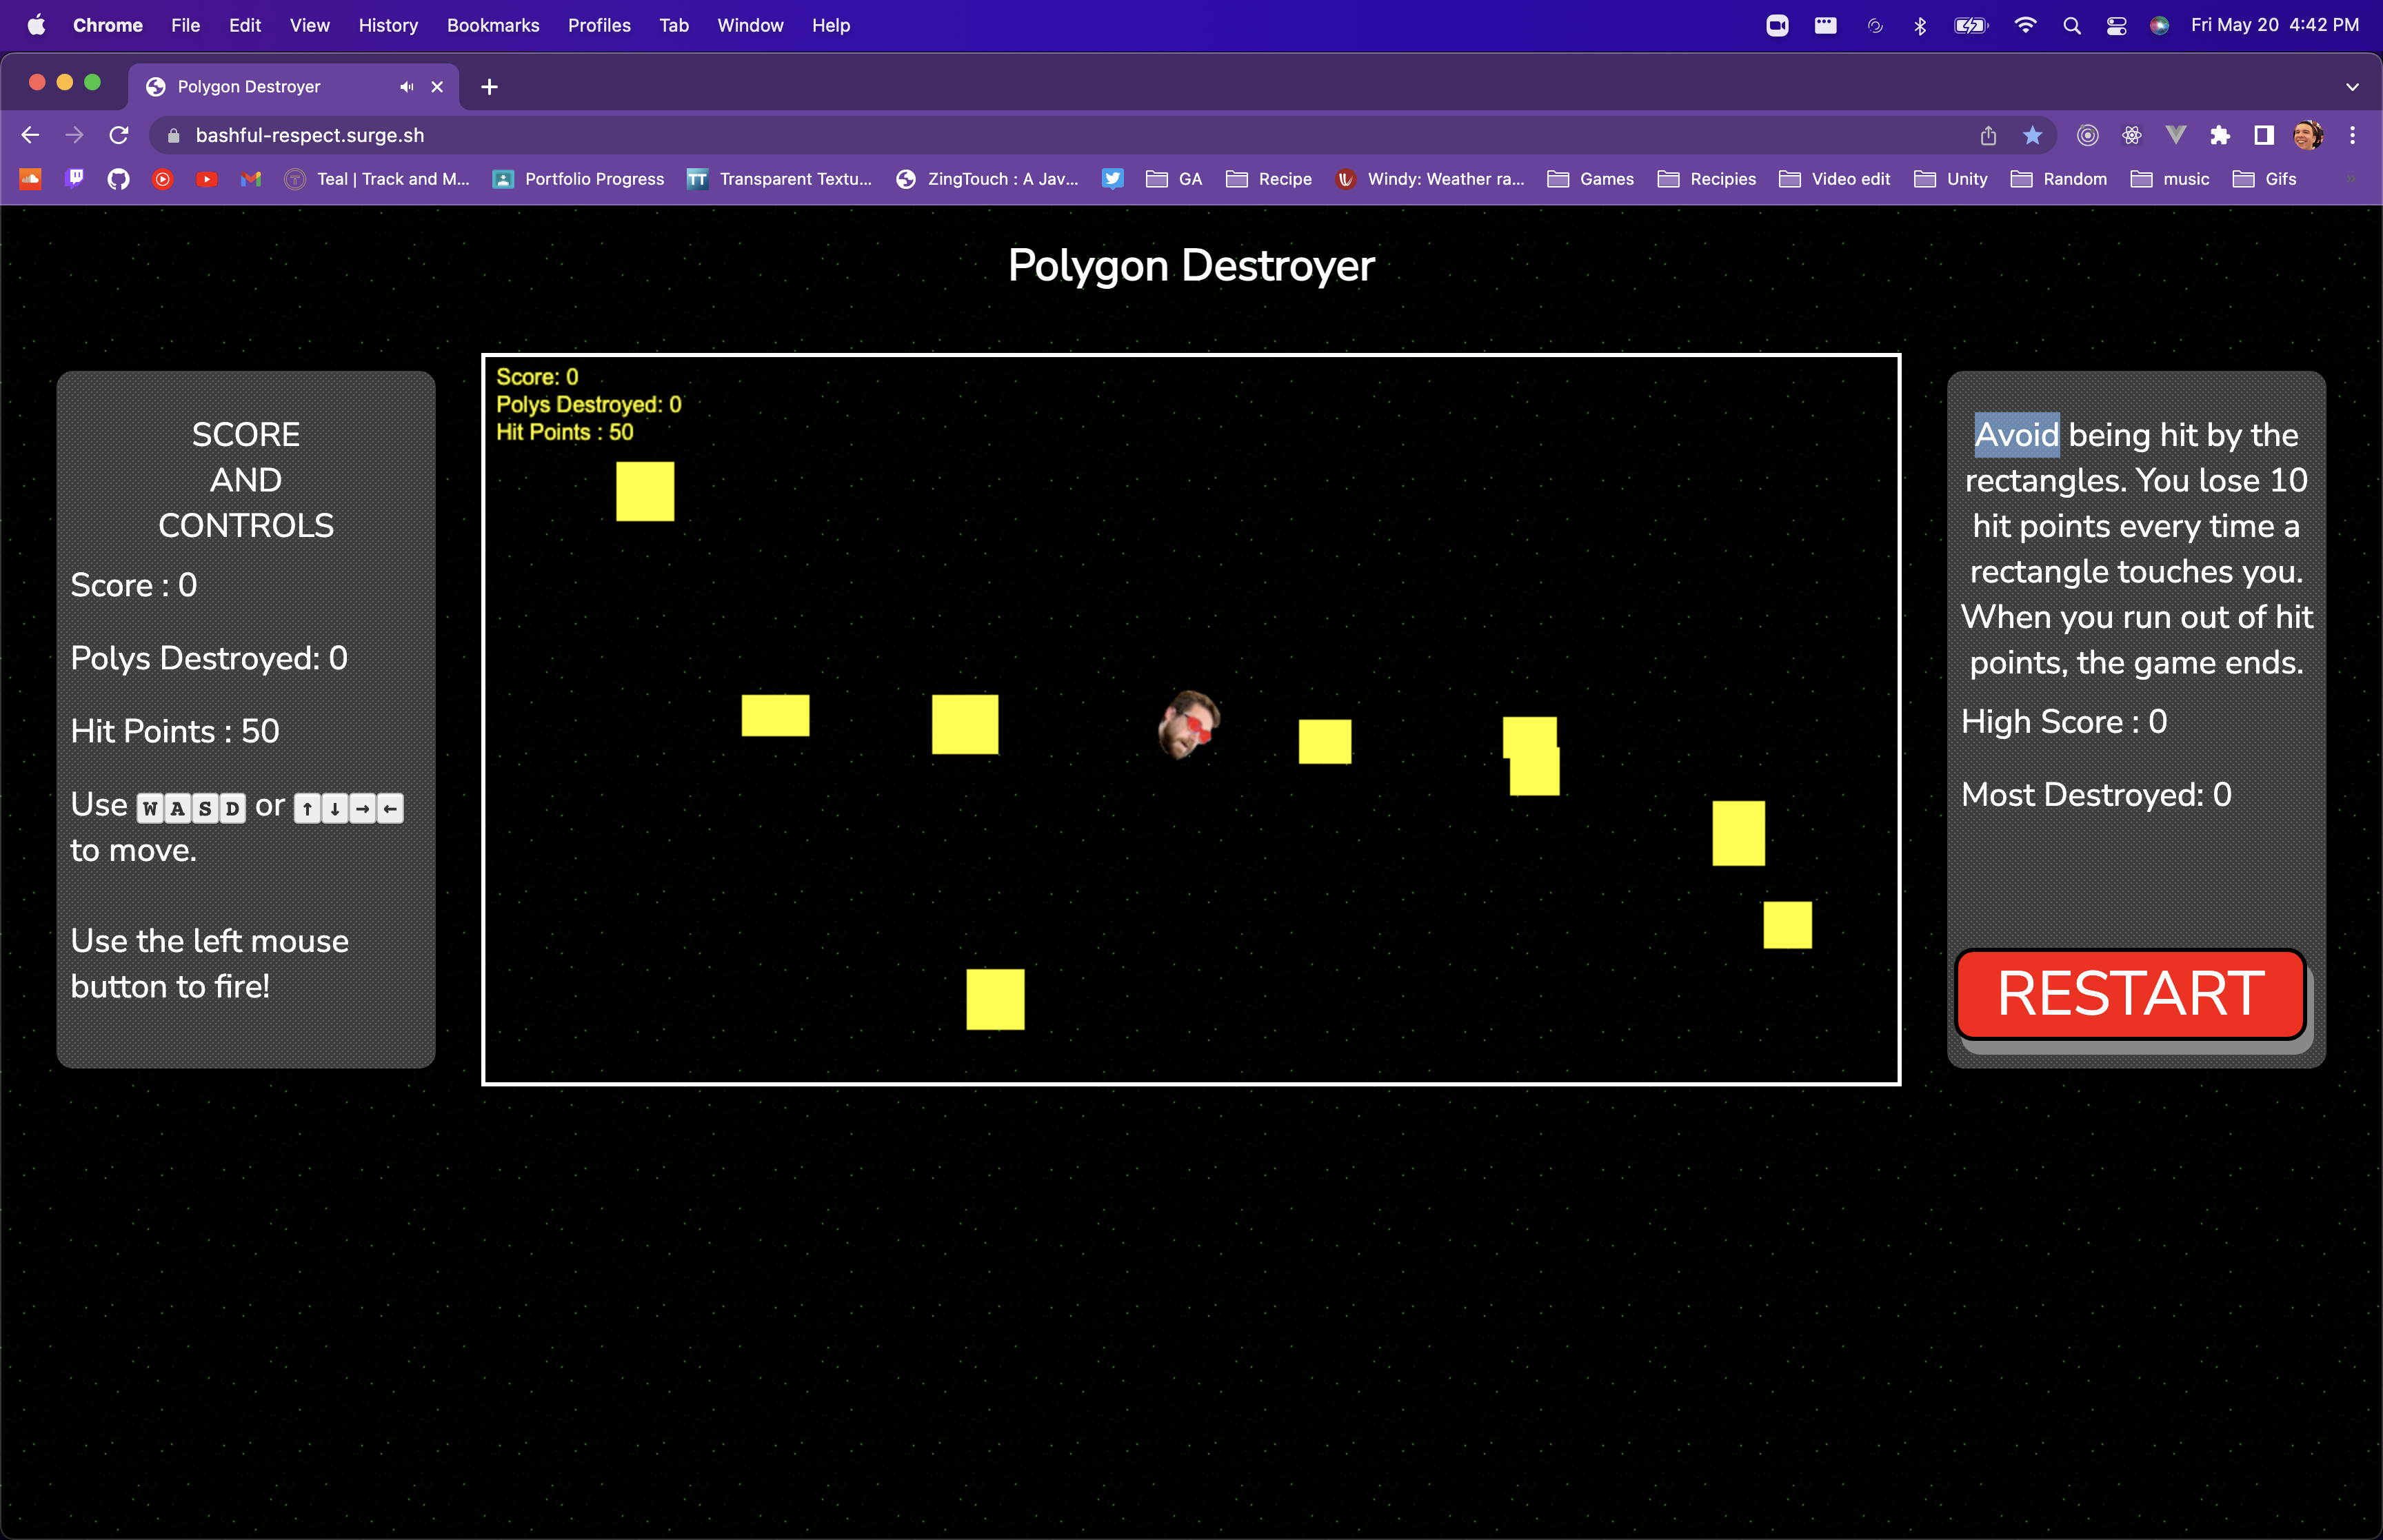 Chrome File Edit View History Bookmarks Profiles Tab Window Help Fri May 20 4:42 PM
Polygon Destroyer
bashful-respect.surge.sh
Teal | Track and M... Portfolio Progress TT Transparent Textu... ZingTouch : A Jav... GA Recipe Windy: Weather ra... Games Recipies Video edit Unity Random music Gifs »
Polygon Destroyer
SCORE
AND
CONTROLS
Score : 0
Polys Destroyed: 0
Hit Points : 50
Use W A S D or ↑ ↓ → ←
to move.
Use the left mouse
button to fire!
Score: 0
Polys Destroyed: 0
Hit Points : 50
Avoid being hit by the
rectangles. You lose 10
hit points every time a
rectangle touches you.
When you run out of hit
points, the game ends.
High Score : 0
Most Destroyed: 0
RESTART